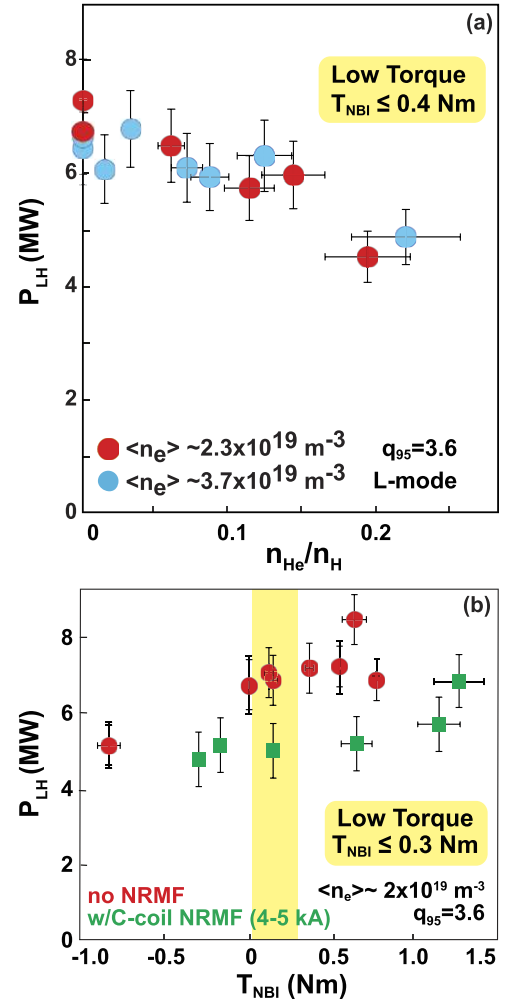 (a)
8
6
4
2
0
P_LH (MW)
Low Torque
T_NBI ≤ 0.4 Nm
<n_e> ~2.3x10^19 m^-3
q_95=3.6
<n_e> ~3.7x10^19 m^-3
L-mode
0 0.1 0.2
n_He/n_H
(b)
8
6
4
2
0
P_LH (MW)
Low Torque
T_NBI ≤ 0.3 Nm
<n_e>~ 2x10^19 m^-3
no NRMF
w/C-coil NRMF (4-5 kA)
q_95=3.6
-1.0 -0.5 0 0.5 1.0 1.5
T_NBI (Nm)